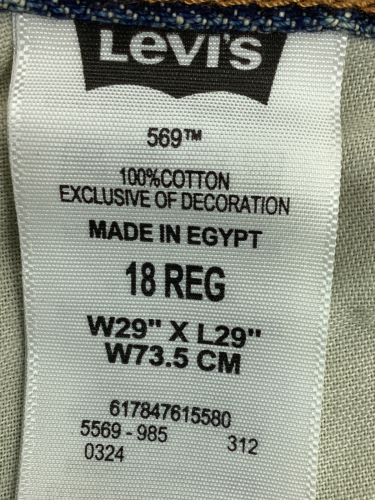 Levi's
569™
100%COTTON
EXCLUSIVE OF DECORATION
MADE IN EGYPT
18 REG
W29" X L29"
W73.5 CM
617847615580
5569 - 985 312
0324